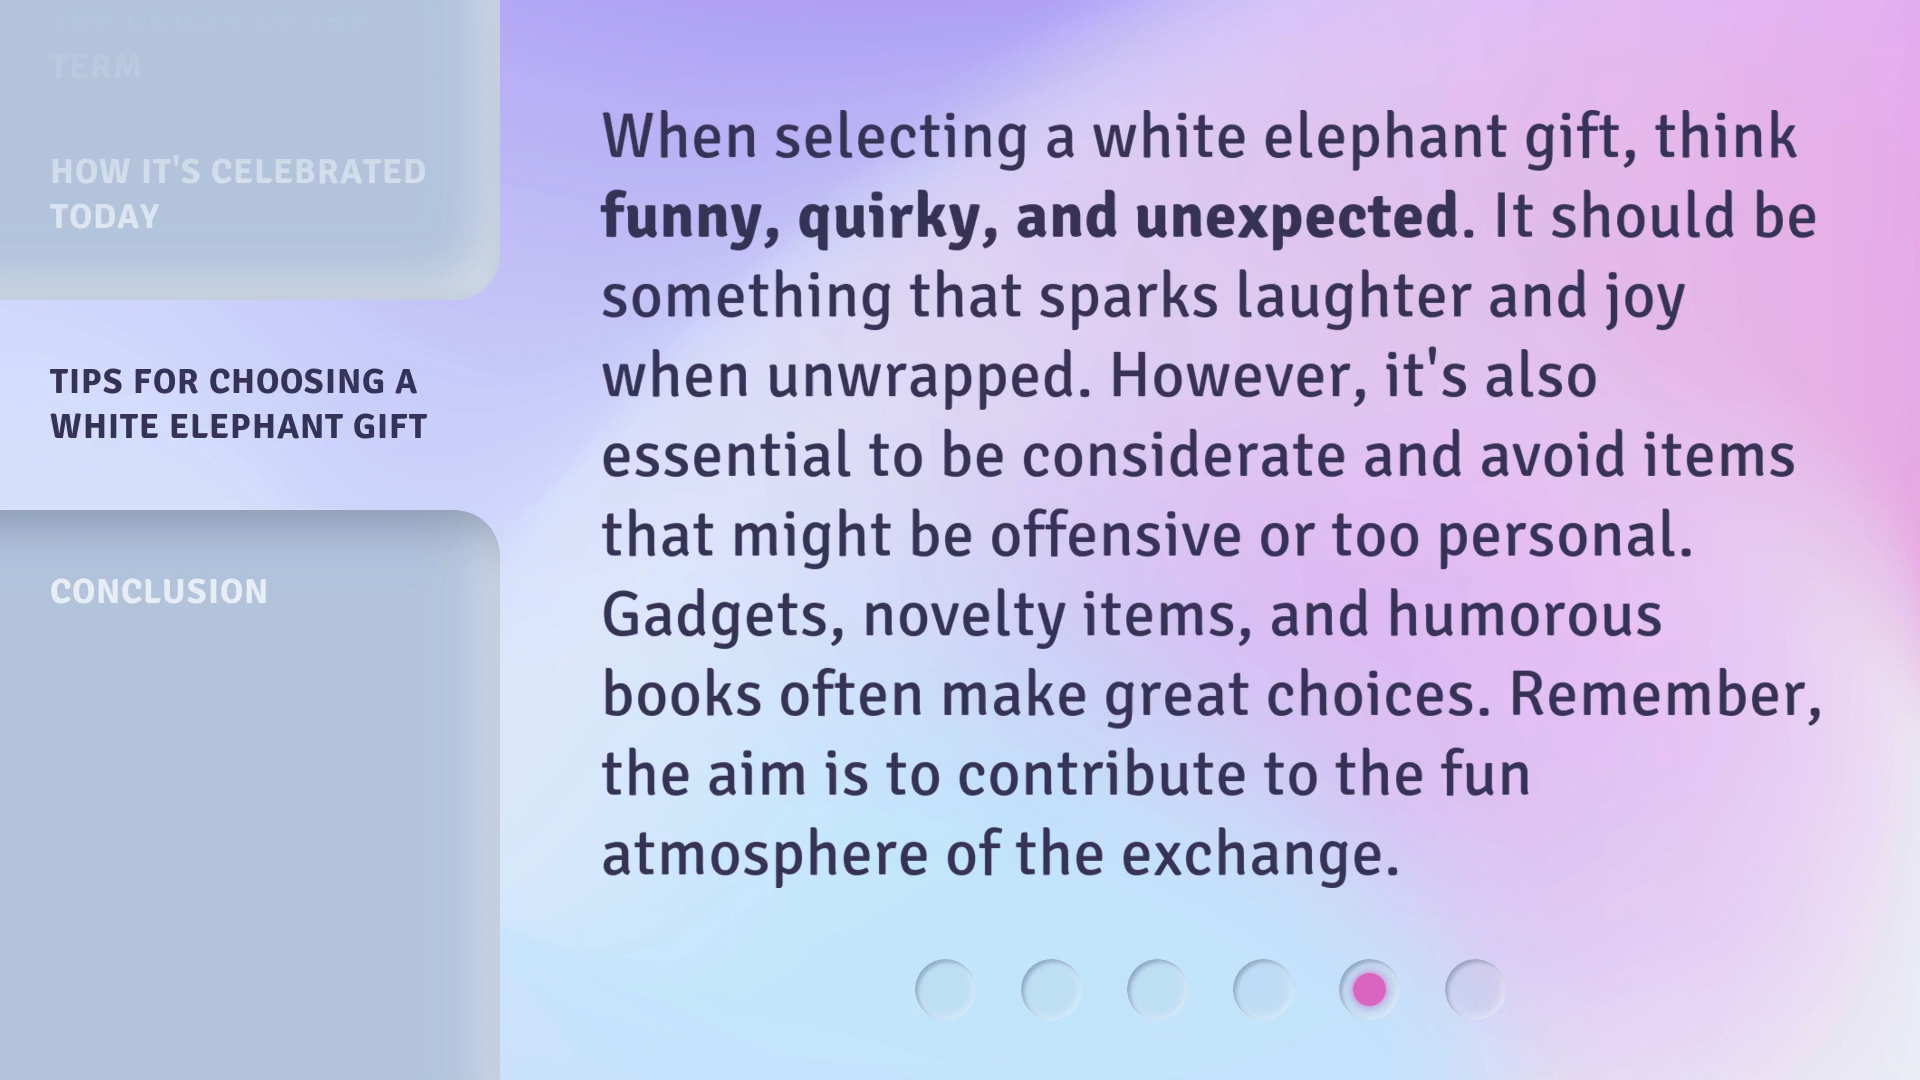 TERM
HOW IT'S CELEBRATED
TODAY
TIPS FOR CHOOSING A
WHITE ELEPHANT GIFT
CONCLUSION
When selecting a white elephant gift, think
funny, quirky, and unexpected. It should be
something that sparks laughter and joy
when unwrapped. However, it's also
essential to be considerate and avoid items
that might be offensive or too personal.
Gadgets, novelty items, and humorous
books often make great choices. Remember,
the aim is to contribute to the fun
atmosphere of the exchange.